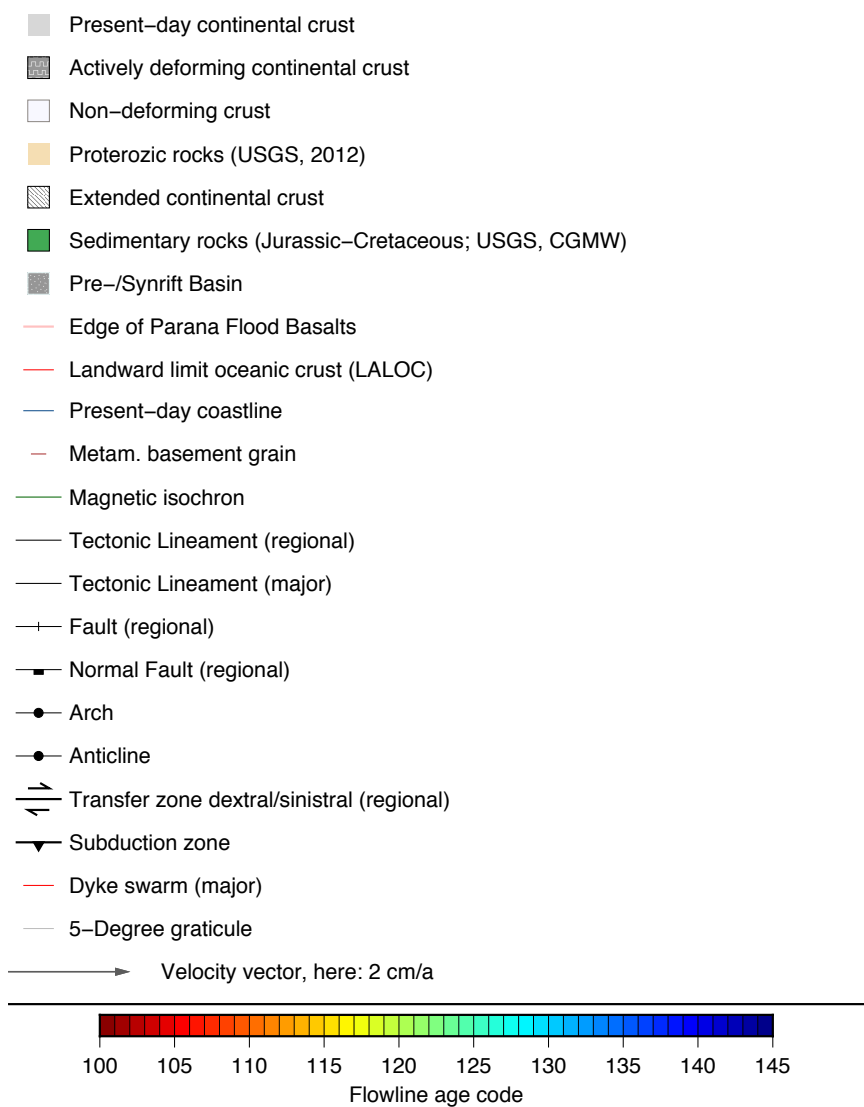 Present−day continental crust
Actively deforming continental crust
Non−deforming crust
Proterozic rocks (USGS, 2012)
Extended continental crust
Sedimentary rocks (Jurassic−Cretaceous; USGS, CGMW)
Pre−/Synrift Basin
Edge of Parana Flood Basalts
Landward limit oceanic crust (LALOC)
Present−day coastline
Metam. basement grain
Magnetic isochron
Tectonic Lineament (regional)
Tectonic Lineament (major)
Fault (regional)
Normal Fault (regional)
Arch
Anticline
Transfer zone dextral/sinistral (regional)
Subduction zone
Dyke swarm (major)
5−Degree graticule
Velocity vector, here: 2 cm/a
100 105 110 115 120 125 130 135 140 145
Flowline age code